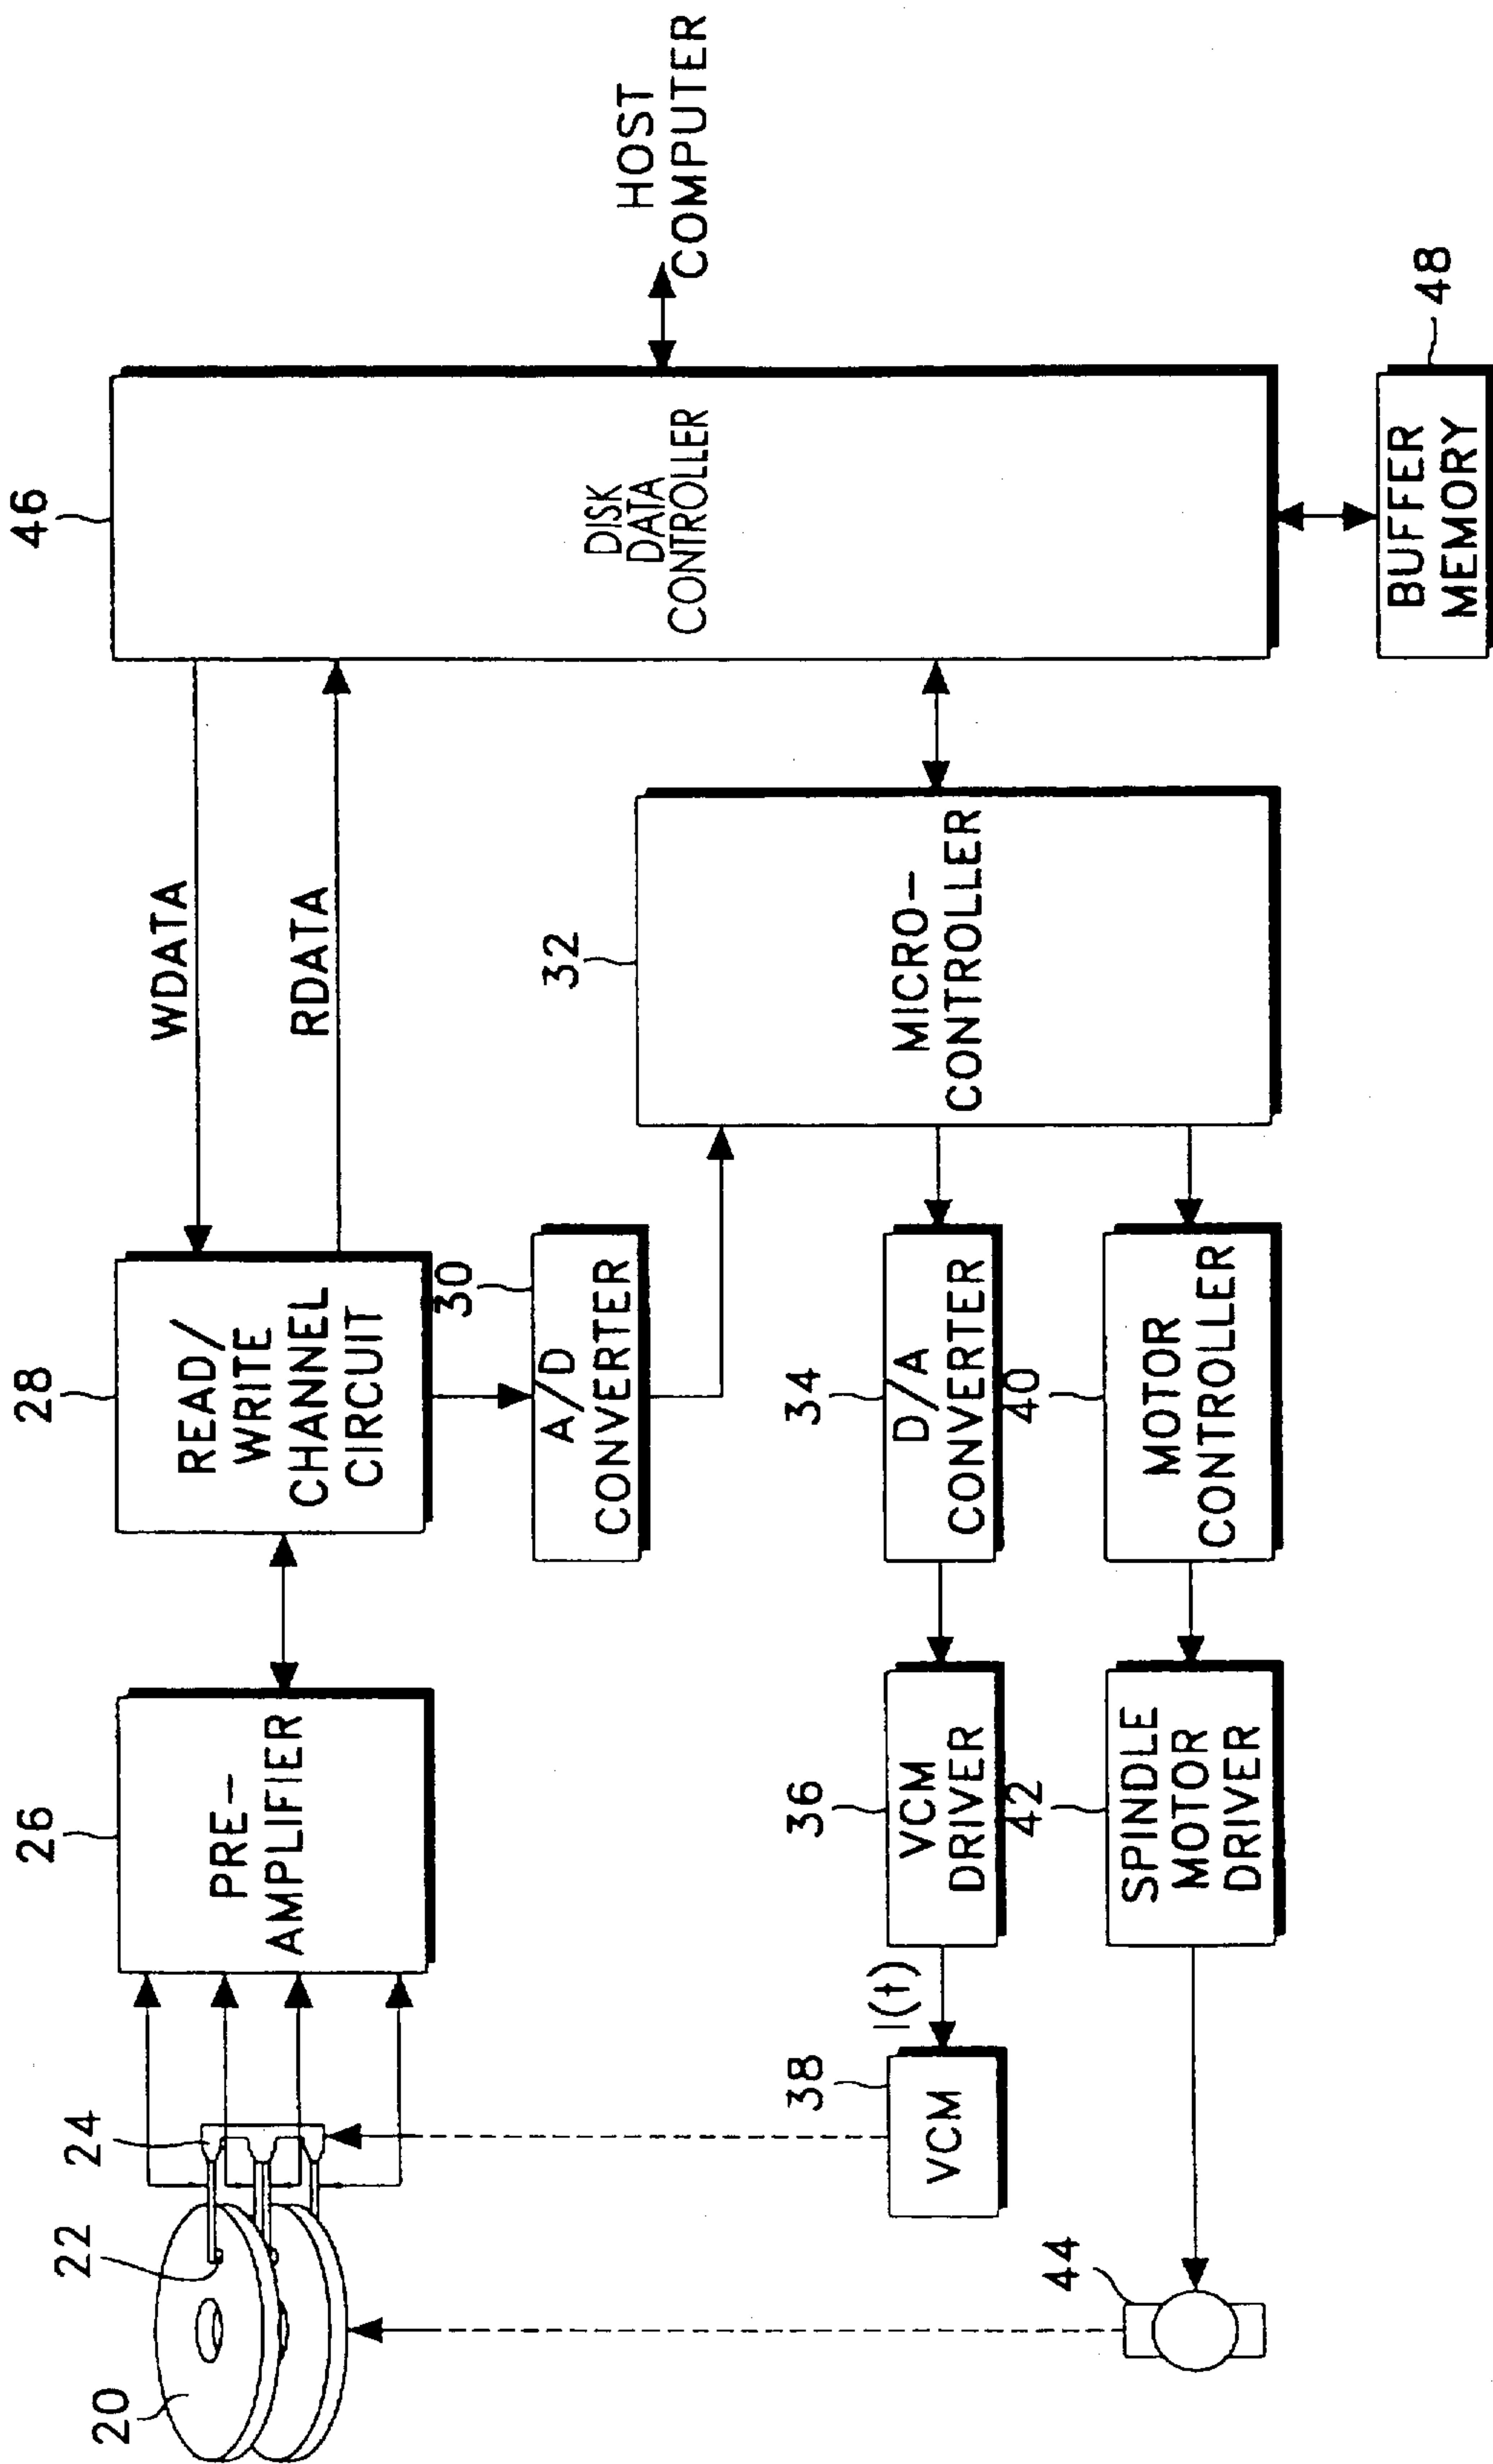 20
22
24
26
PRE-
AMPLIFIER
28
READ/
WRITE
CHANNEL
CIRCUIT
WDATA
RDATA
46
DISK
DATA
CONTROLLER
HOST
COMPUTER
30
A/D
CONVERTER
32
MICRO-
CONTROLLER
38
VCM
I(t)
36
VCM
DRIVER
34
D/A
CONVERTER
44
42
SPINDLE
MOTOR
DRIVER
40
MOTOR
CONTROLLER
48
BUFFER
MEMORY